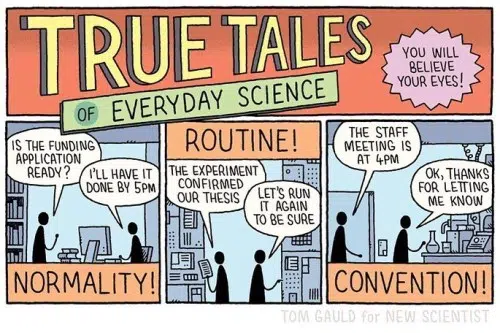 TRUE TALES
OF EVERYDAY SCIENCE
YOU WILL
BELIEVE
YOUR EYES!
IS THE FUNDING
APPLICATION
READY?
I'LL HAVE IT
DONE BY 5PM
NORMALITY!
ROUTINE!
THE EXPERIMENT
CONFIRMED
OUR THESIS
LET'S RUN
IT AGAIN
TO BE SURE
THE STAFF
MEETING IS
AT 4PM
OK, THANKS
FOR LETTING
ME KNOW
CONVENTION!
TOM GAULD for NEW SCIENTIST